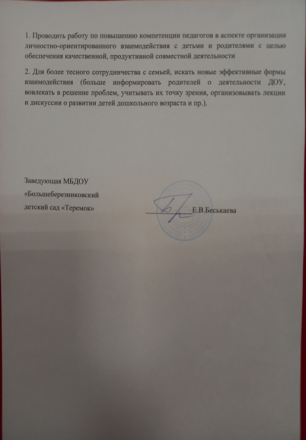 1. Проводить работу по повышению компетенции педагогов в аспекте организации
личностно-ориентированного взаимодействия с детьми и родителями с целью
обеспечения качественной, продуктивной совместной деятельности
2. Для более тесного сотрудничества с семьей, искать новые эффективные формы
взаимодействия (больше информировать родителей о деятельности ДОУ,
вовлекать в решение проблем, учитывать их точку зрения, организовывать лекции
и дискуссии о развитии детей дошкольного возраста и пр.).
Заведующая МБДОУ
«Большеберезниковский
детский сад «Теремок»
Е.В.Беськаева